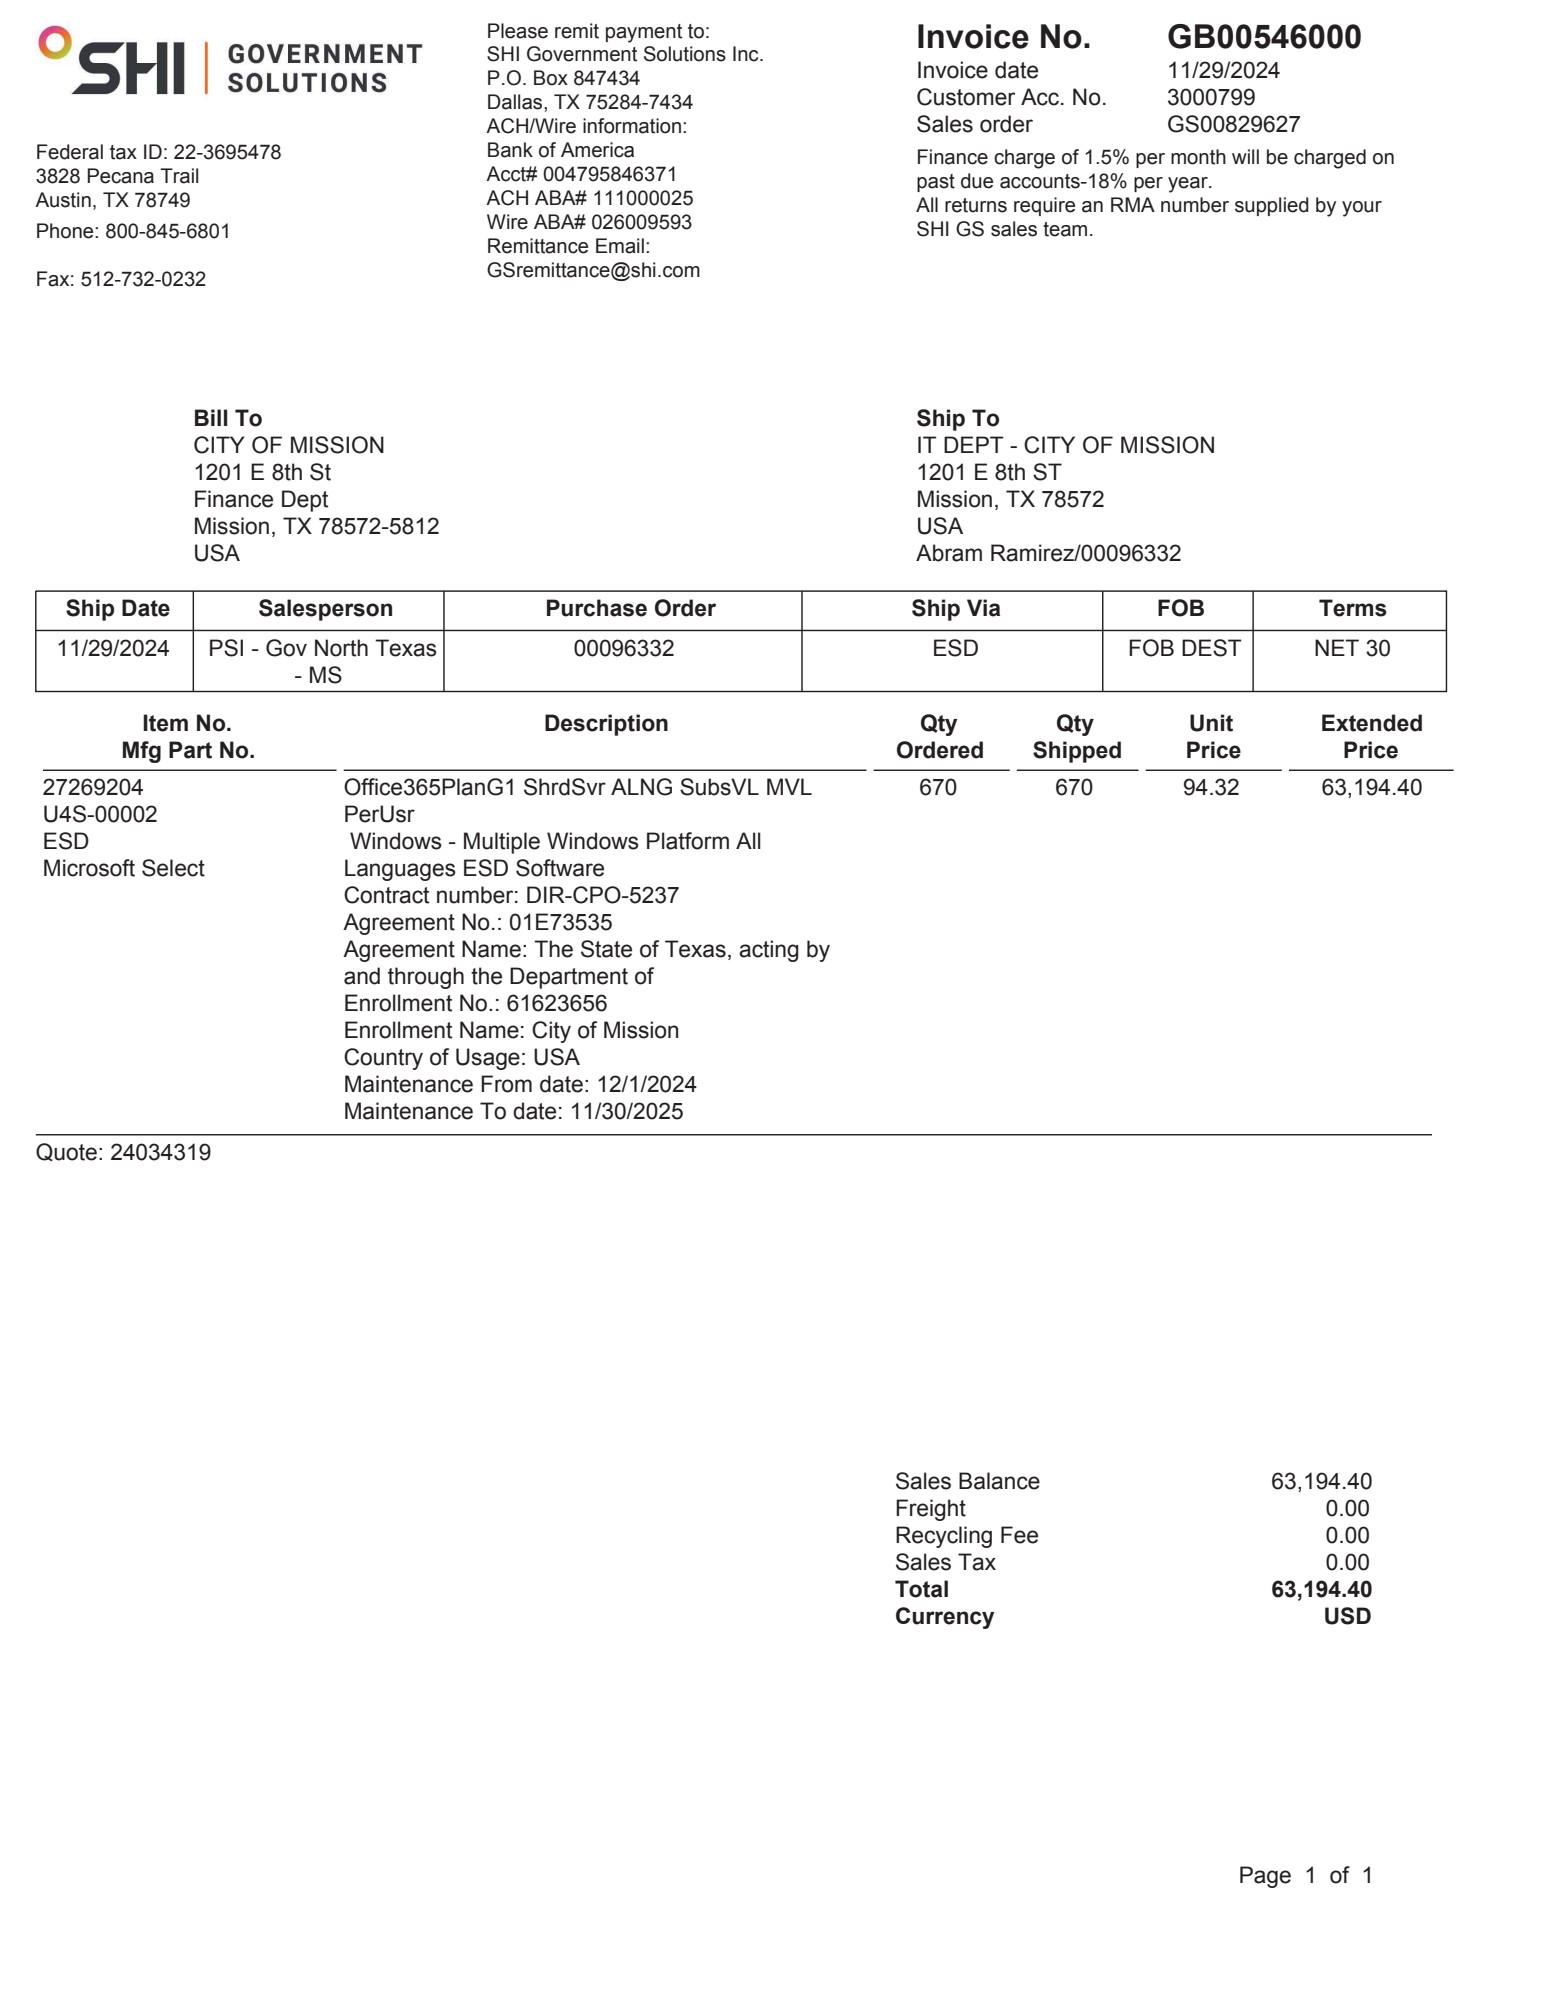 SHI | GOVERNMENT SOLUTIONS
Federal tax ID: 22-3695478
3828 Pecana Trail
Austin, TX 78749
Phone: 800-845-6801
Fax: 512-732-0232
Please remit payment to:
SHI Government Solutions Inc.
P.O. Box 847434
Dallas, TX 75284-7434
ACH/Wire information:
Bank of America
Acct# 004795846371
ACH ABA# 111000025
Wire ABA# 026009593
Remittance Email:
GSremittance@shi.com
Invoice No. GB00546000
Invoice date 11/29/2024
Customer Acc. No. 3000799
Sales order GS00829627
Finance charge of 1.5% per month will be charged on
past due accounts-18% per year.
All returns require an RMA number supplied by your
SHI GS sales team.
Bill To
CITY OF MISSION
1201 E 8th St
Finance Dept
Mission, TX 78572-5812
USA
Ship To
IT DEPT - CITY OF MISSION
1201 E 8th ST
Mission, TX 78572
USA
Abram Ramirez/00096332
Ship Date Salesperson Purchase Order Ship Via FOB Terms
11/29/2024 PSI - Gov North Texas 00096332 ESD FOB DEST NET 30
- MS
Item No. Description Qty Qty Unit Extended
Mfg Part No. Ordered Shipped Price Price
27269204 Office365PlanG1 ShrdSvr ALNG SubsVL MVL 670 670 94.32 63,194.40
U4S-00002 PerUsr
ESD Windows - Multiple Windows Platform All
Microsoft Select Languages ESD Software
Contract number: DIR-CPO-5237
Agreement No.: 01E73535
Agreement Name: The State of Texas, acting by
and through the Department of
Enrollment No.: 61623656
Enrollment Name: City of Mission
Country of Usage: USA
Maintenance From date: 12/1/2024
Maintenance To date: 11/30/2025
Quote: 24034319
Sales Balance 63,194.40
Freight 0.00
Recycling Fee 0.00
Sales Tax 0.00
Total 63,194.40
Currency USD
Page 1 of 1